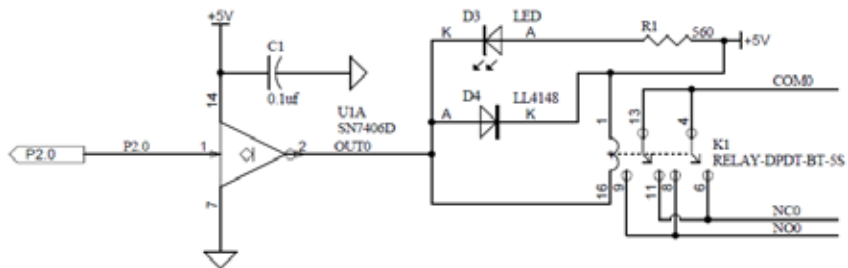 +5V
D3
LED
R1
K
A
560
+5V
C1
0.1uf
14
U1A
SN7406D
D4
LL4148
A
K
COM0
1
13
4
P2.0
P2.0
1
2
OUT0
K1
RELAY-DPDT-BT-5S
7
16
9
11
8
6
NC0
NO0